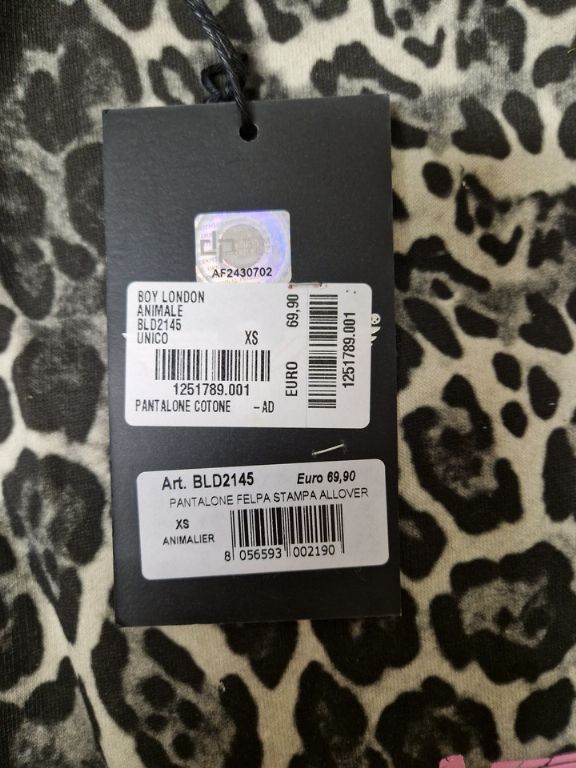 dp
AF2430702
BOY LONDON
ANIMALE
BLD2145
UNICO XS
1251789.001
PANTALONE COTONE -AD
EURO 69,90
1251789.001
Art. BLD2145 Euro 69,90
PANTALONE FELPA STAMPA ALLOVER
XS
ANIMALIER
8 056593 002190